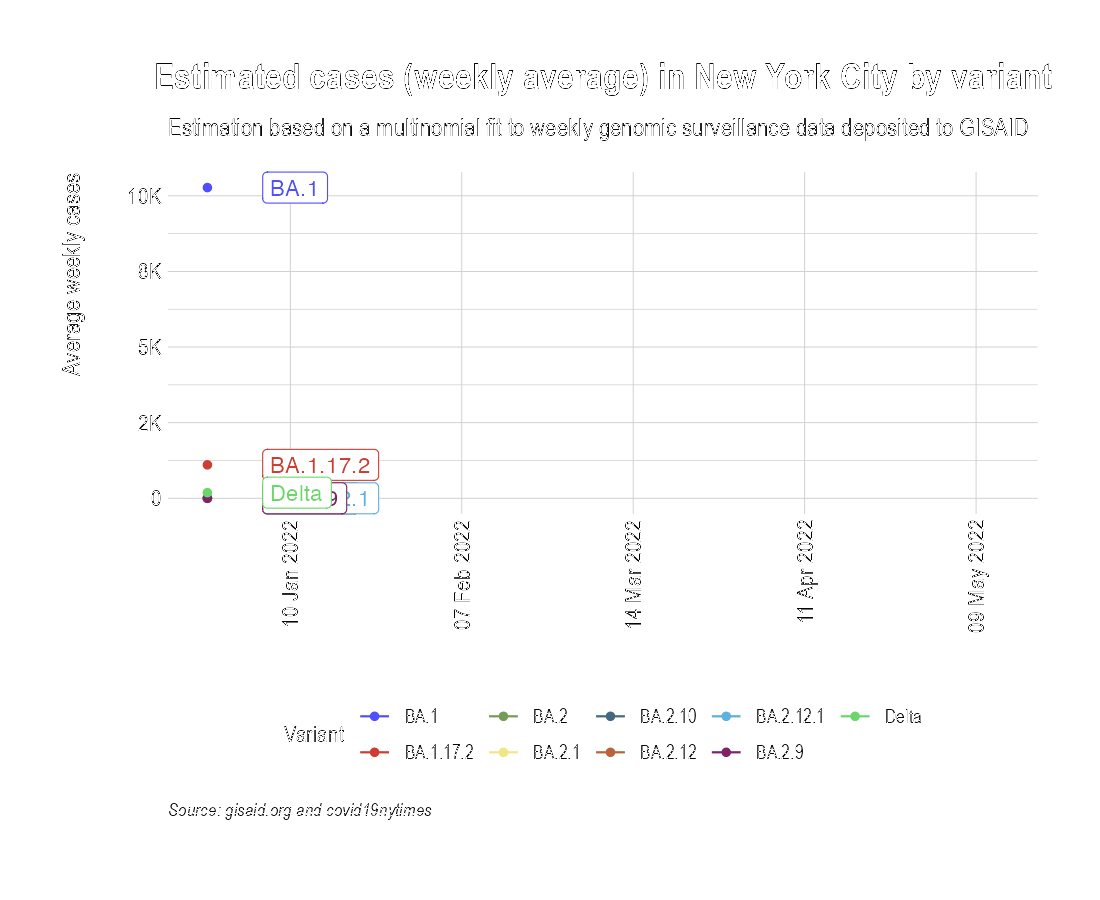 Estimated cases (weekly average) in New York City by variant
Estimation based on a multinomial fit to weekly genomic surveillance data deposited to GISAID
Average weekly cases
10K
8K
5K
2K
0
BA.1
BA.1.17.2
Delta
9
2.1
10 Jan 2022
07 Feb 2022
14 Mar 2022
11 Apr 2022
09 May 2022
Variant
BA.1
BA.2
BA.2.10
BA.2.12.1
Delta
BA.1.17.2
BA.2.1
BA.2.12
BA.2.9
Source: gisaid.org and covid19nytimes